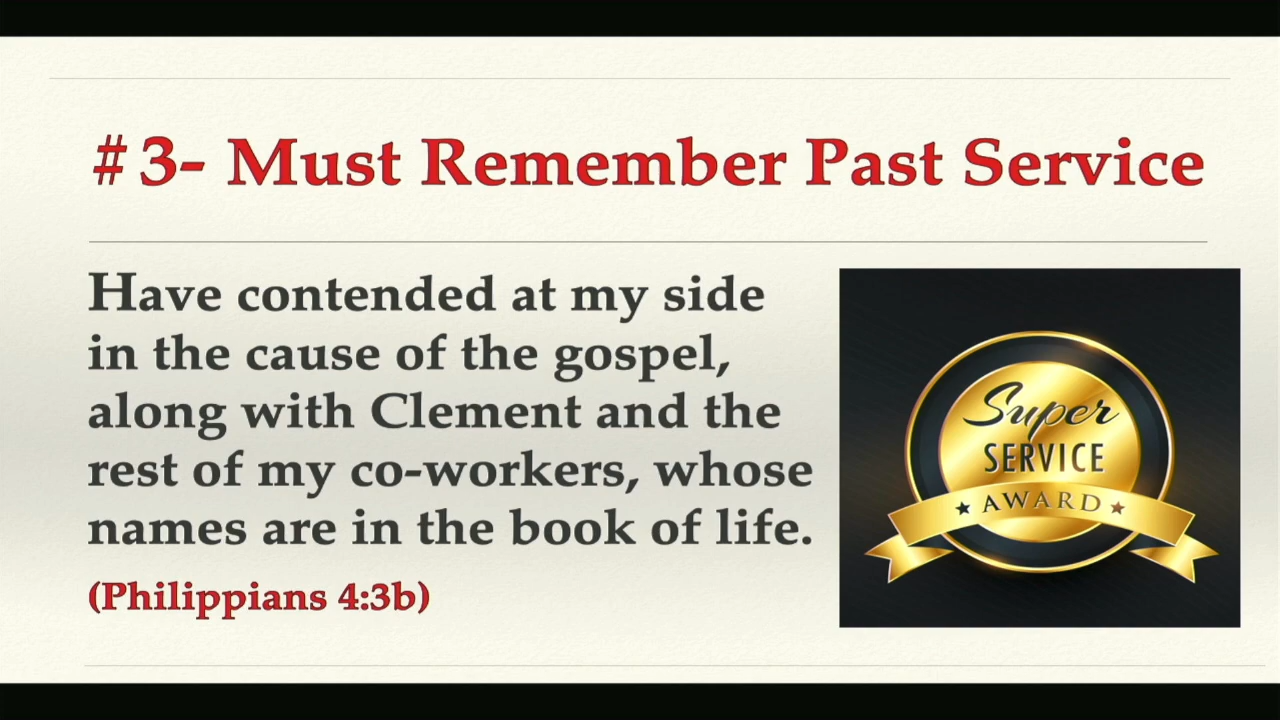 # 3- Must Remember Past Service
Have contended at my side
in the cause of the gospel,
along with Clement and the
rest of my co-workers, whose
names are in the book of life.
(Philippians 4:3b)
Super
SERVICE
★ AWARD ★